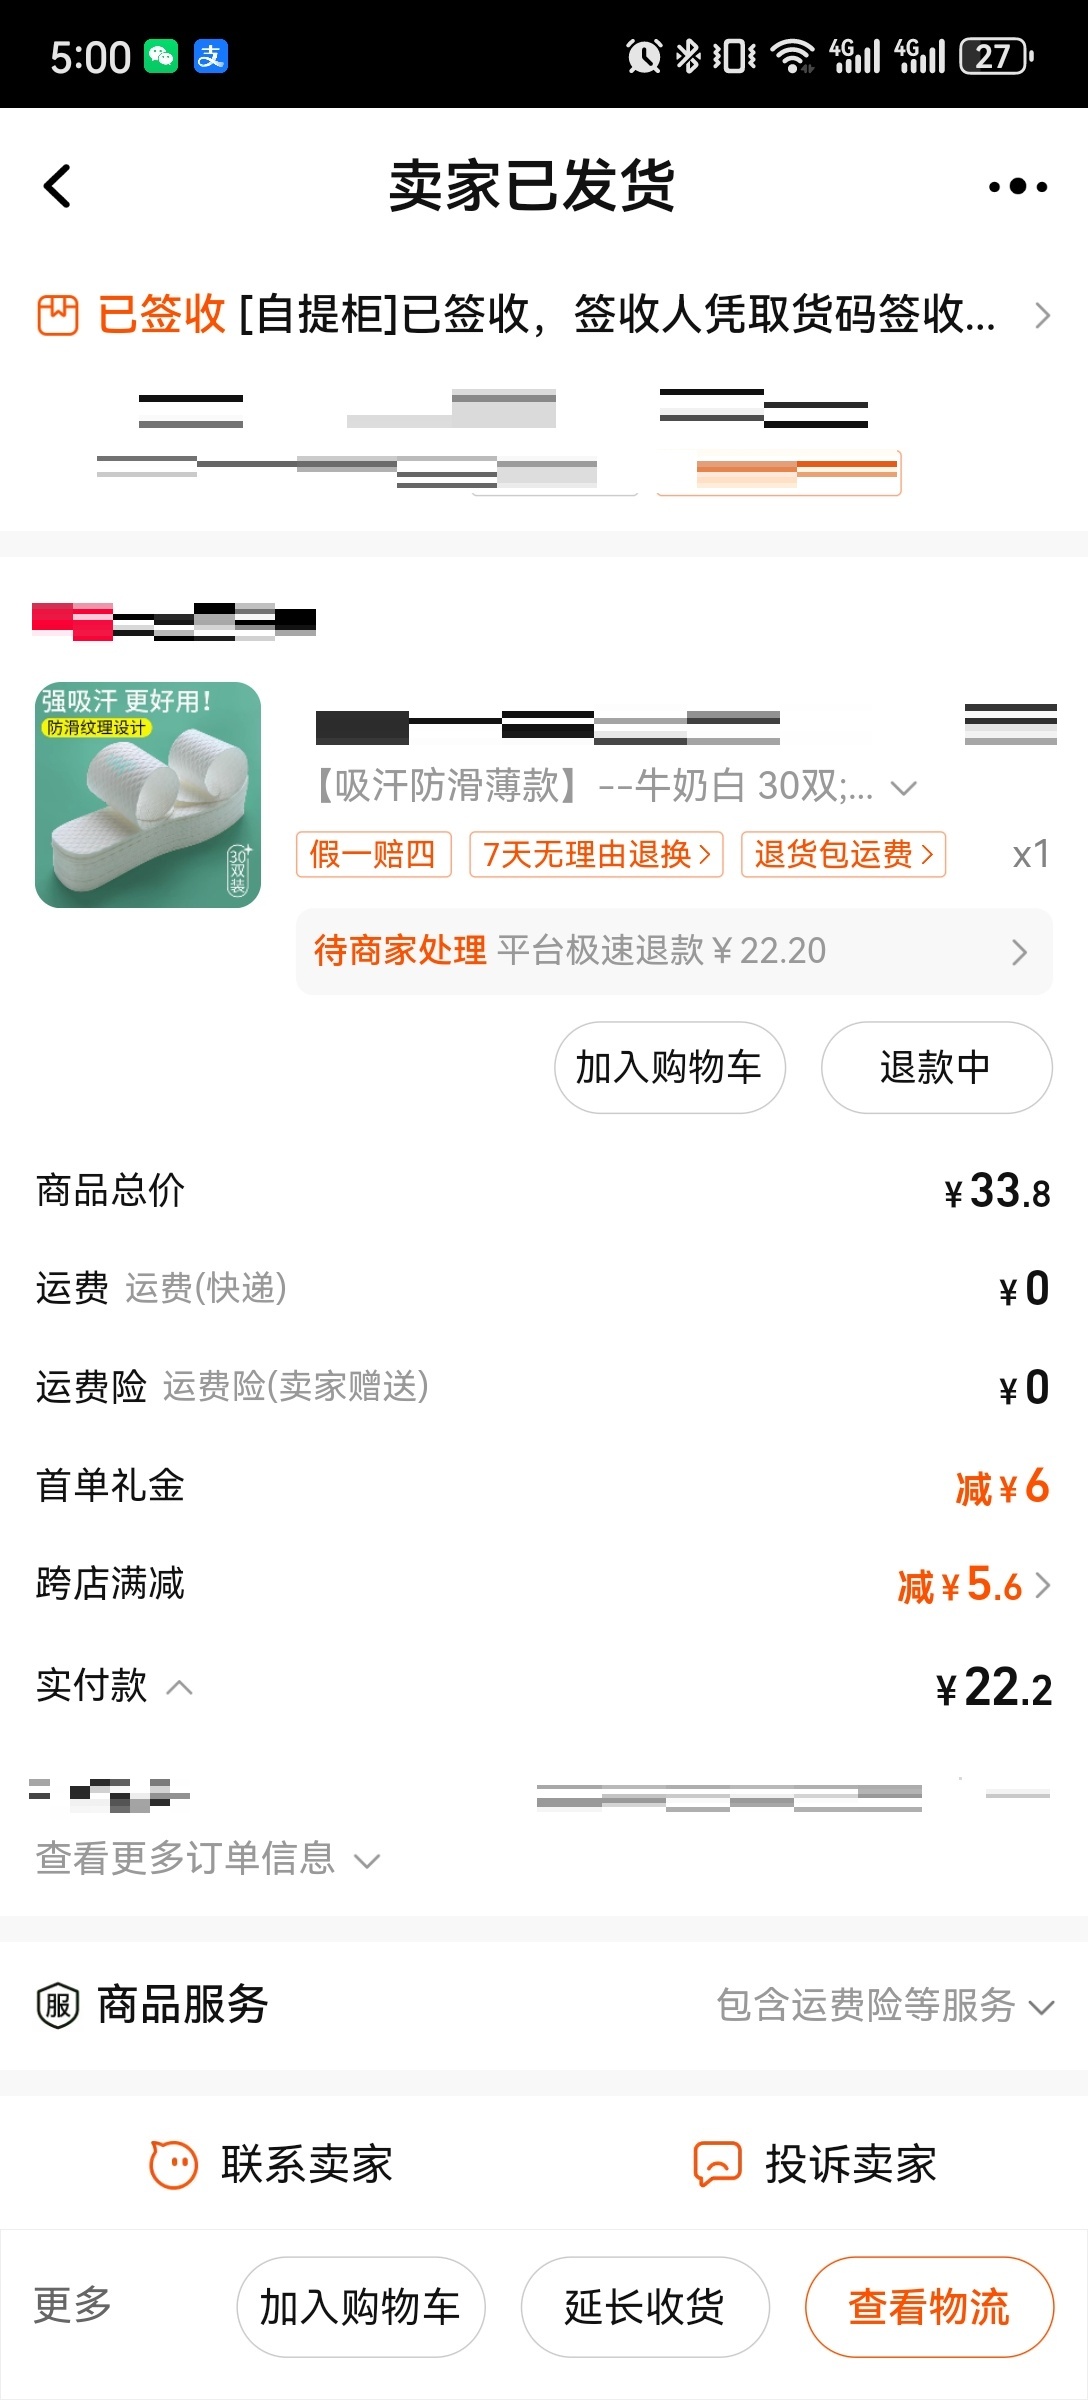 5:00
4G 4G 27
卖家已发货
已签收 [自提柜]已签收，签收人凭取货码签收...
强吸汗 更好用！
防滑纹理设计
30双装
【吸汗防滑薄款】--牛奶白 30双;...
假一赔四 7天无理由退换 退货包运费 x1
待商家处理 平台极速退款￥22.20
加入购物车 退款中
商品总价 ￥33.8
运费 运费(快递) ￥0
运费险 运费险(卖家赠送) ￥0
首单礼金 减￥6
跨店满减 减￥5.6
实付款 ￥22.2
查看更多订单信息
服 商品服务 包含运费险等服务
联系卖家 投诉卖家
更多 加入购物车 延长收货 查看物流